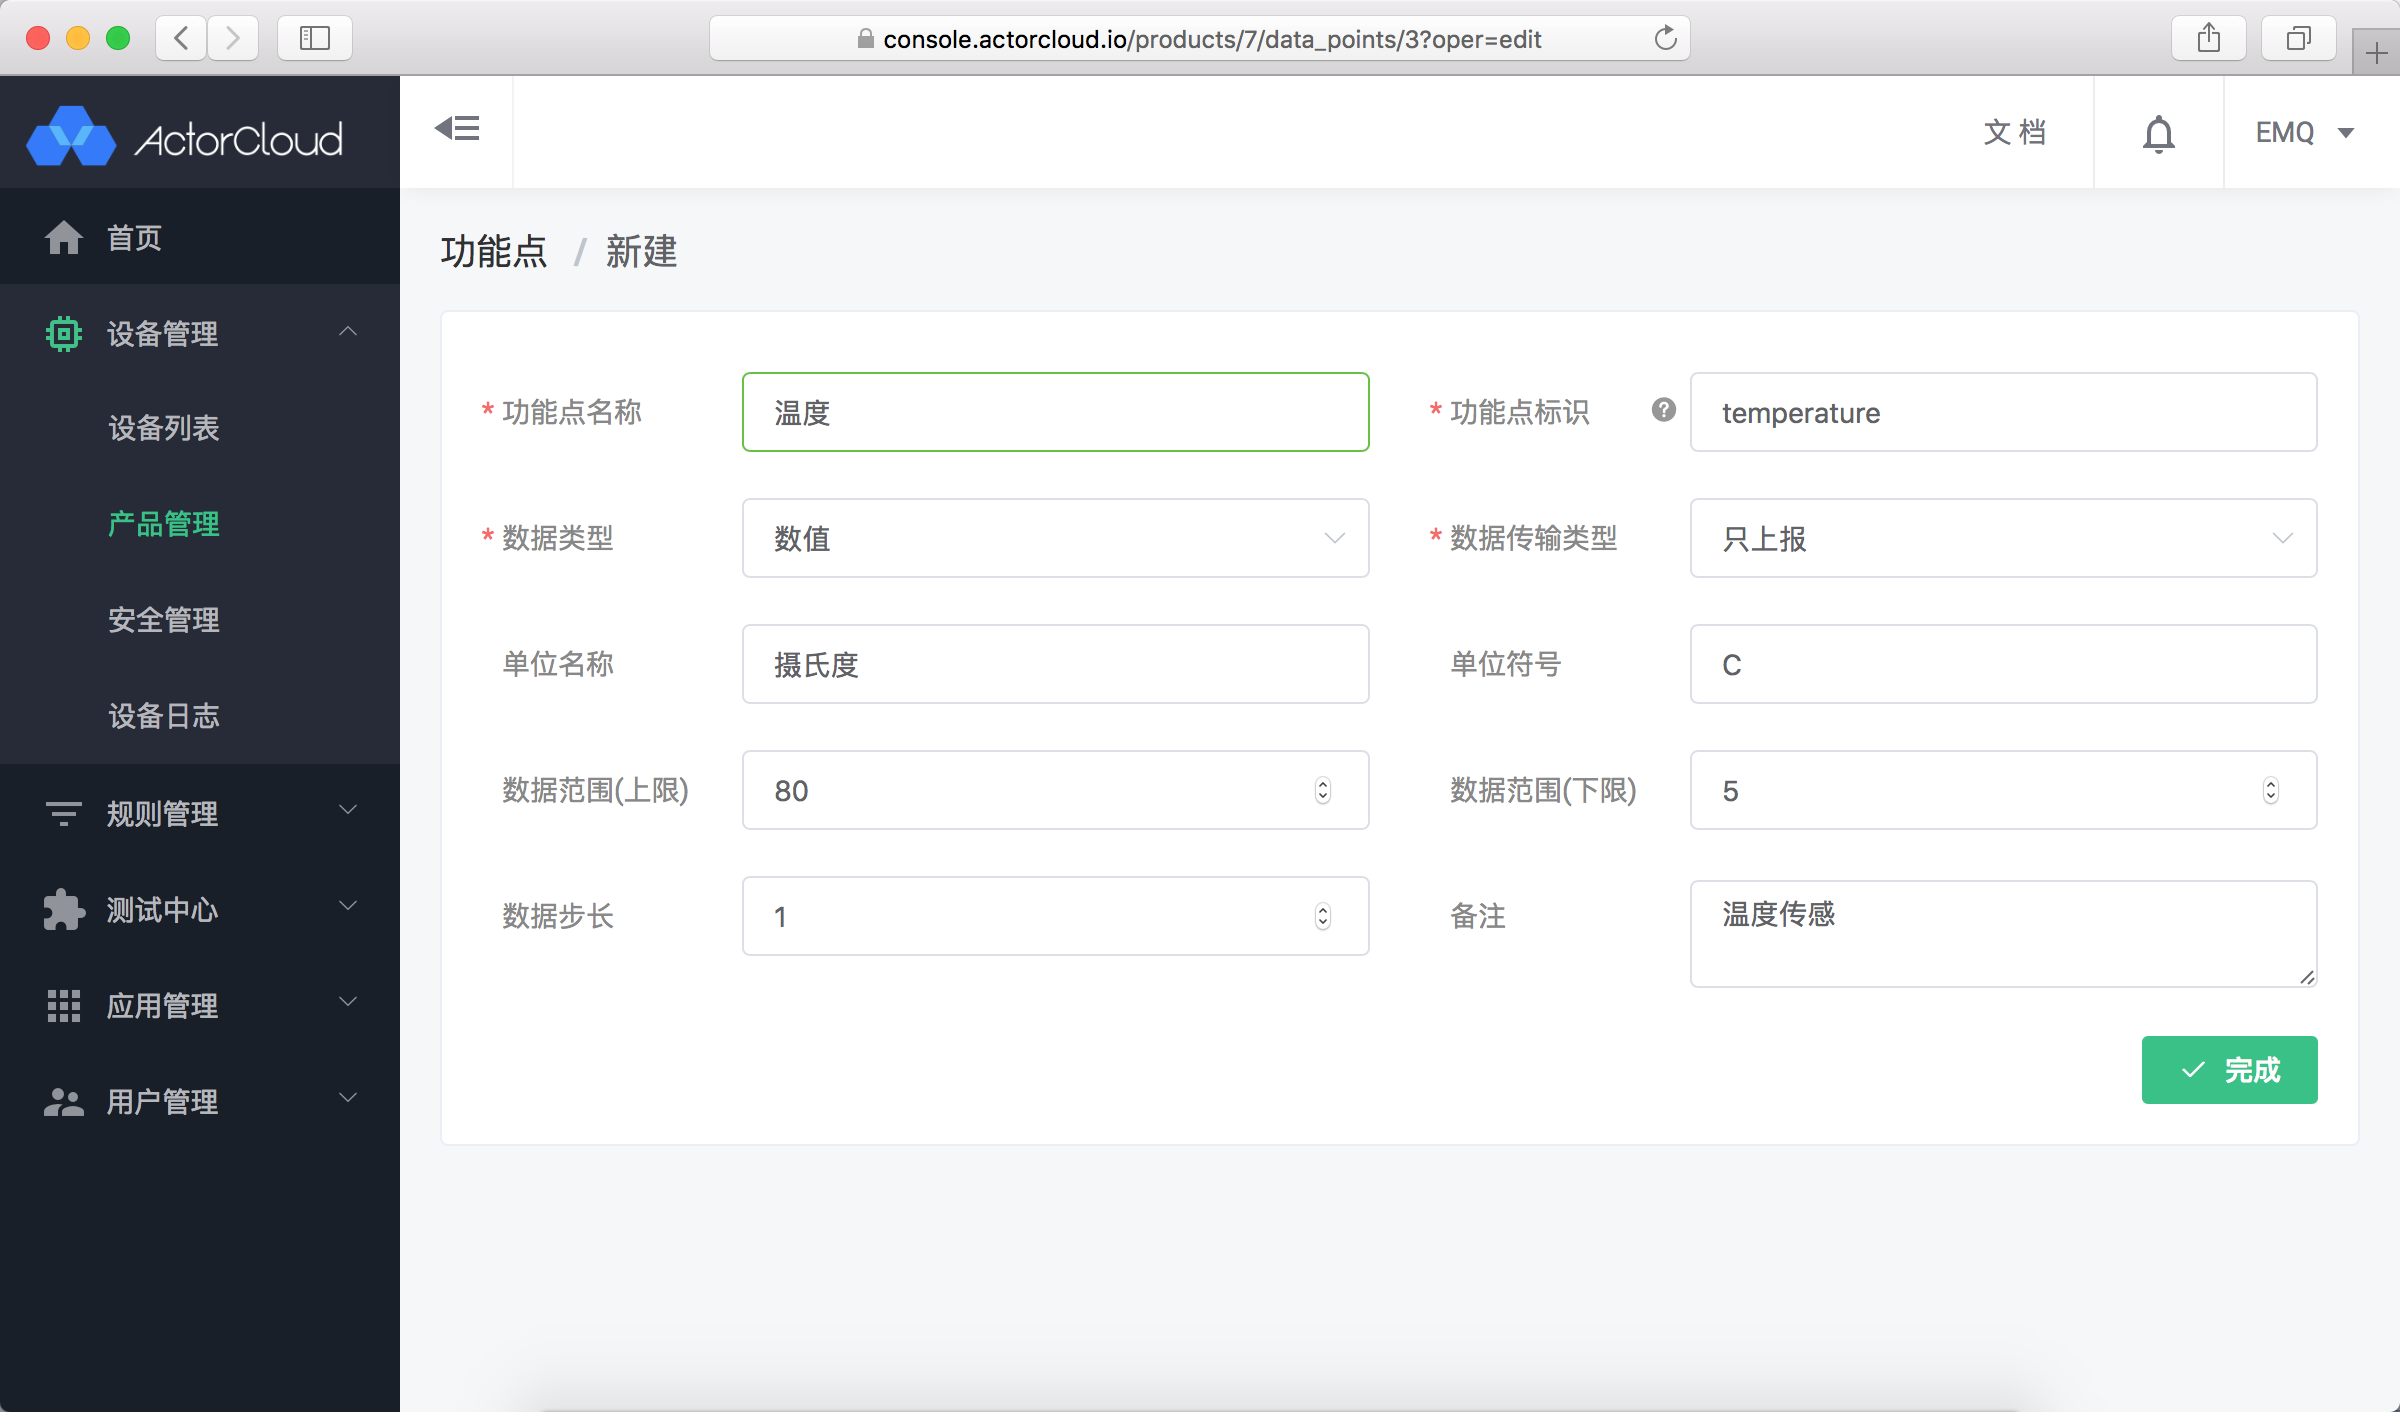 console.actorcloud.io/products/7/data_points/3?oper=edit
ActorCloud
文档
EMQ
首页
设备管理
设备列表
产品管理
安全管理
设备日志
规则管理
测试中心
应用管理
用户管理
功能点 / 新建
* 功能点名称 温度
* 功能点标识 ? temperature
* 数据类型 数值
* 数据传输类型 只上报
单位名称 摄氏度
单位符号 C
数据范围(上限) 80
数据范围(下限) 5
数据步长 1
备注 温度传感
完成